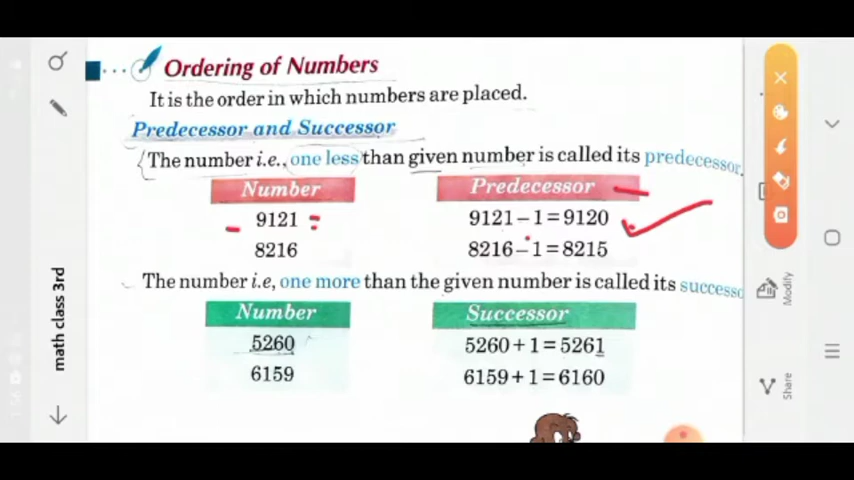 Ordering of Numbers
It is the order in which numbers are placed.
Predecessor and Successor
The number i.e., one less than given number is called its predecessor.
Number Predecessor
9121 9121 – 1 = 9120
8216 8216 – 1 = 8215
The number i.e, one more than the given number is called its successo
Number Successor
5260 5260 + 1 = 5261
6159 6159 + 1 = 6160
math class 3rd
Modify
Share